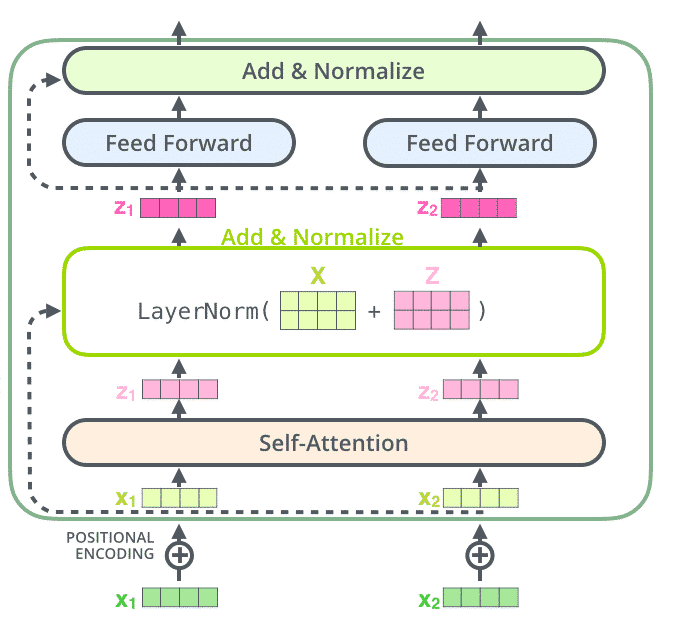 Add & Normalize
Feed Forward Feed Forward
z1 z2
Add & Normalize
X Z
LayerNorm( + )
z1 z2
Self-Attention
x1 x2
POSITIONAL
ENCODING
x1 x2